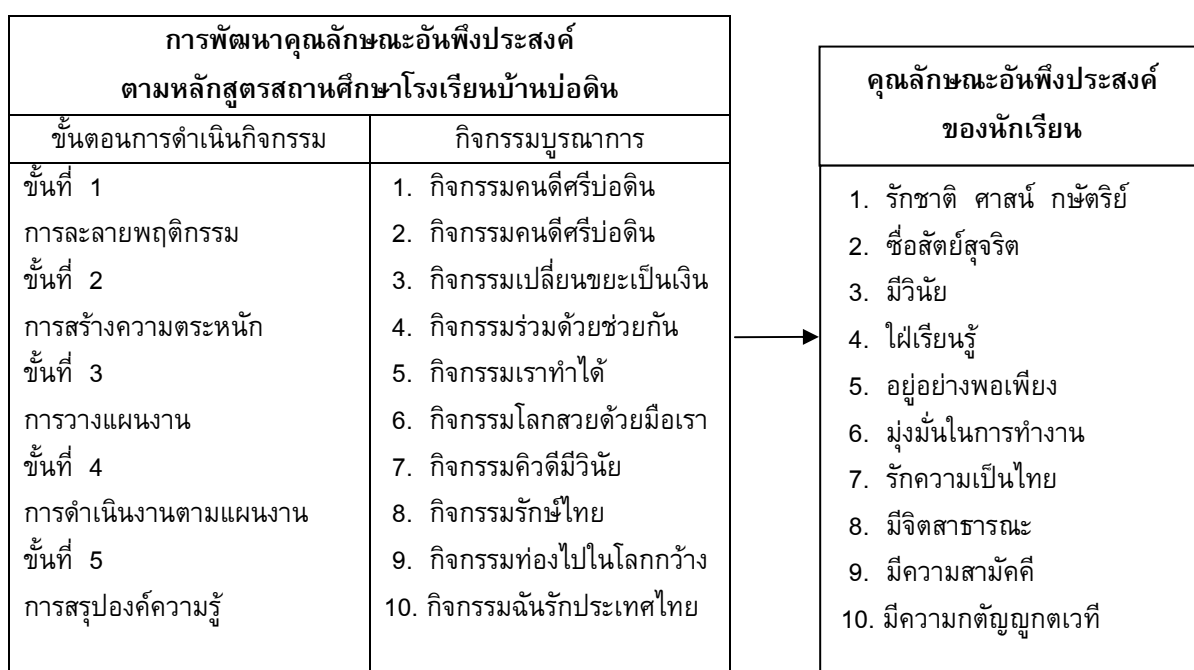 การพัฒนาคุณลักษณะอันพึงประสงค์
ตามหลักสูตรสถานศึกษาโรงเรียนบ้านบ่อดิน
ขั้นตอนการดำเนินกิจกรรม
ขั้นที่ 1
การละลายพฤติกรรม
ขั้นที่ 2
การสร้างความตระหนัก
ขั้นที่ 3
การวางแผนงาน
ขั้นที่ 4
การดำเนินงานตามแผนงาน
ขั้นที่ 5
การสรุปองค์ความรู้
กิจกรรมบูรณาการ
1. กิจกรรมคนดีศรีบ่อดิน
2. กิจกรรมคนดีศรีบ่อดิน
3. กิจกรรมเปลี่ยนขยะเป็นเงิน
4. กิจกรรมร่วมด้วยช่วยกัน
5. กิจกรรมเราทำได้
6. กิจกรรมโลกสวยด้วยมือเรา
7. กิจกรรมคิวดีมีวินัย
8. กิจกรรมรักษ์ไทย
9. กิจกรรมท่องไปในโลกกว้าง
10. กิจกรรมฉันรักประเทศไทย
คุณลักษณะอันพึงประสงค์
ของนักเรียน
1. รักชาติ ศาสน์ กษัตริย์
2. ซื่อสัตย์สุจริต
3. มีวินัย
4. ใฝ่เรียนรู้
5. อยู่อย่างพอเพียง
6. มุ่งมั่นในการทำงาน
7. รักความเป็นไทย
8. มีจิตสาธารณะ
9. มีความสามัคคี
10. มีความกตัญญูกตเวที